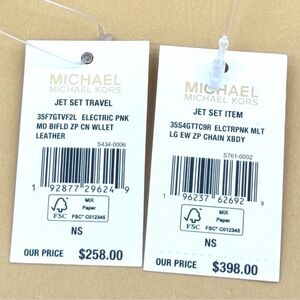 MICHAEL
MICHAEL KORS
JET SET TRAVEL
35F7GTVF2L ELECTRIC PNK
MD BIFLD ZP CN WLLET
LEATHER
S434-0006
1 92877 29624 9
MIX
Paper
FSC
FSC® C012345
NS
OUR PRICE $258.00
MICHAEL
MICHAEL KORS
JET SET ITEM
35S4GTTC9R ELCTRPNK MLT
LG EW ZP CHAIN XBDY
S761-0002
1 96237 62692 9
MIX
Paper
FSC
FSC® C012345
NS
OUR PRICE $398.00